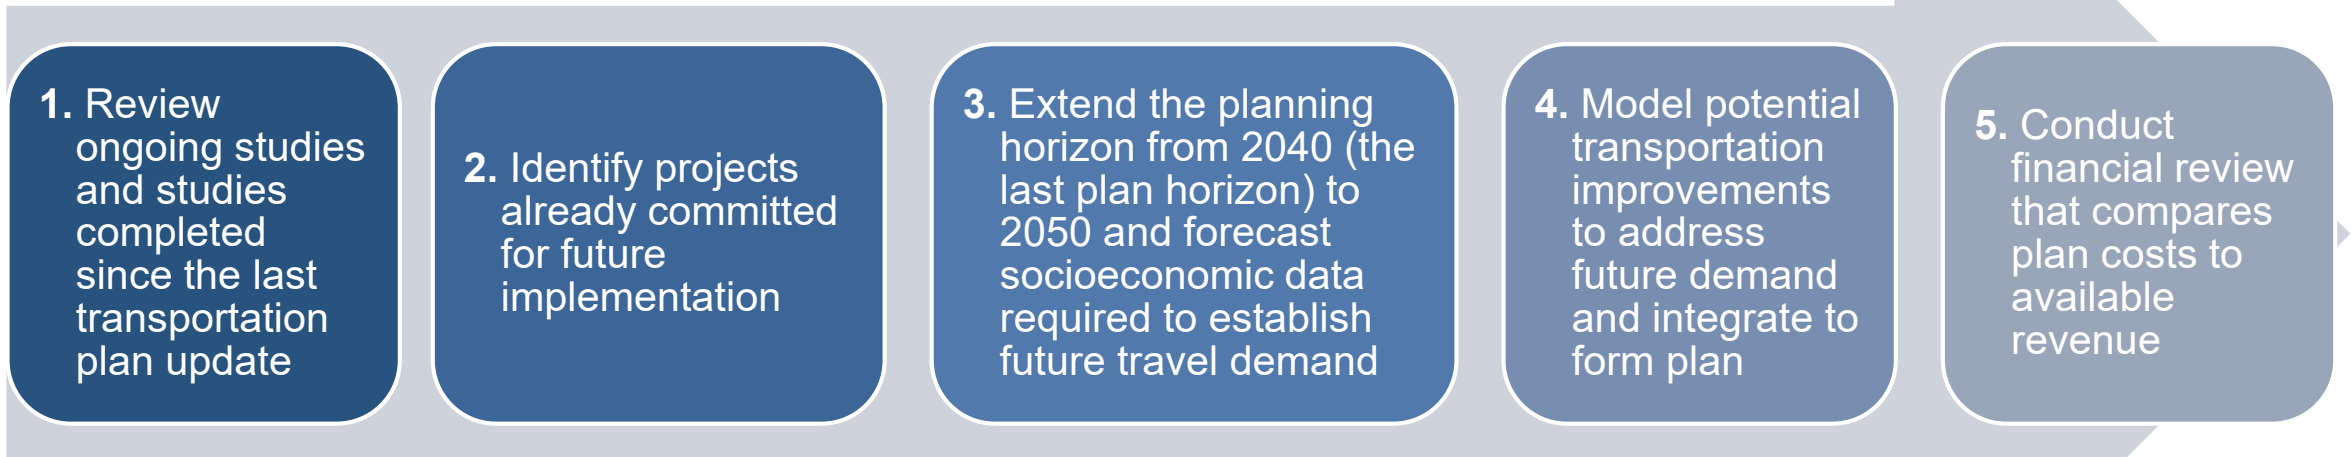 1. Review
ongoing studies
and studies
completed
since the last
transportation
plan update
2. Identify projects
already committed
for future
implementation
3. Extend the planning
horizon from 2040 (the
last plan horizon) to
2050 and forecast
socioeconomic data
required to establish
future travel demand
4. Model potential
transportation
improvements
to address
future demand
and integrate to
form plan
5. Conduct
financial review
that compares
plan costs to
available
revenue